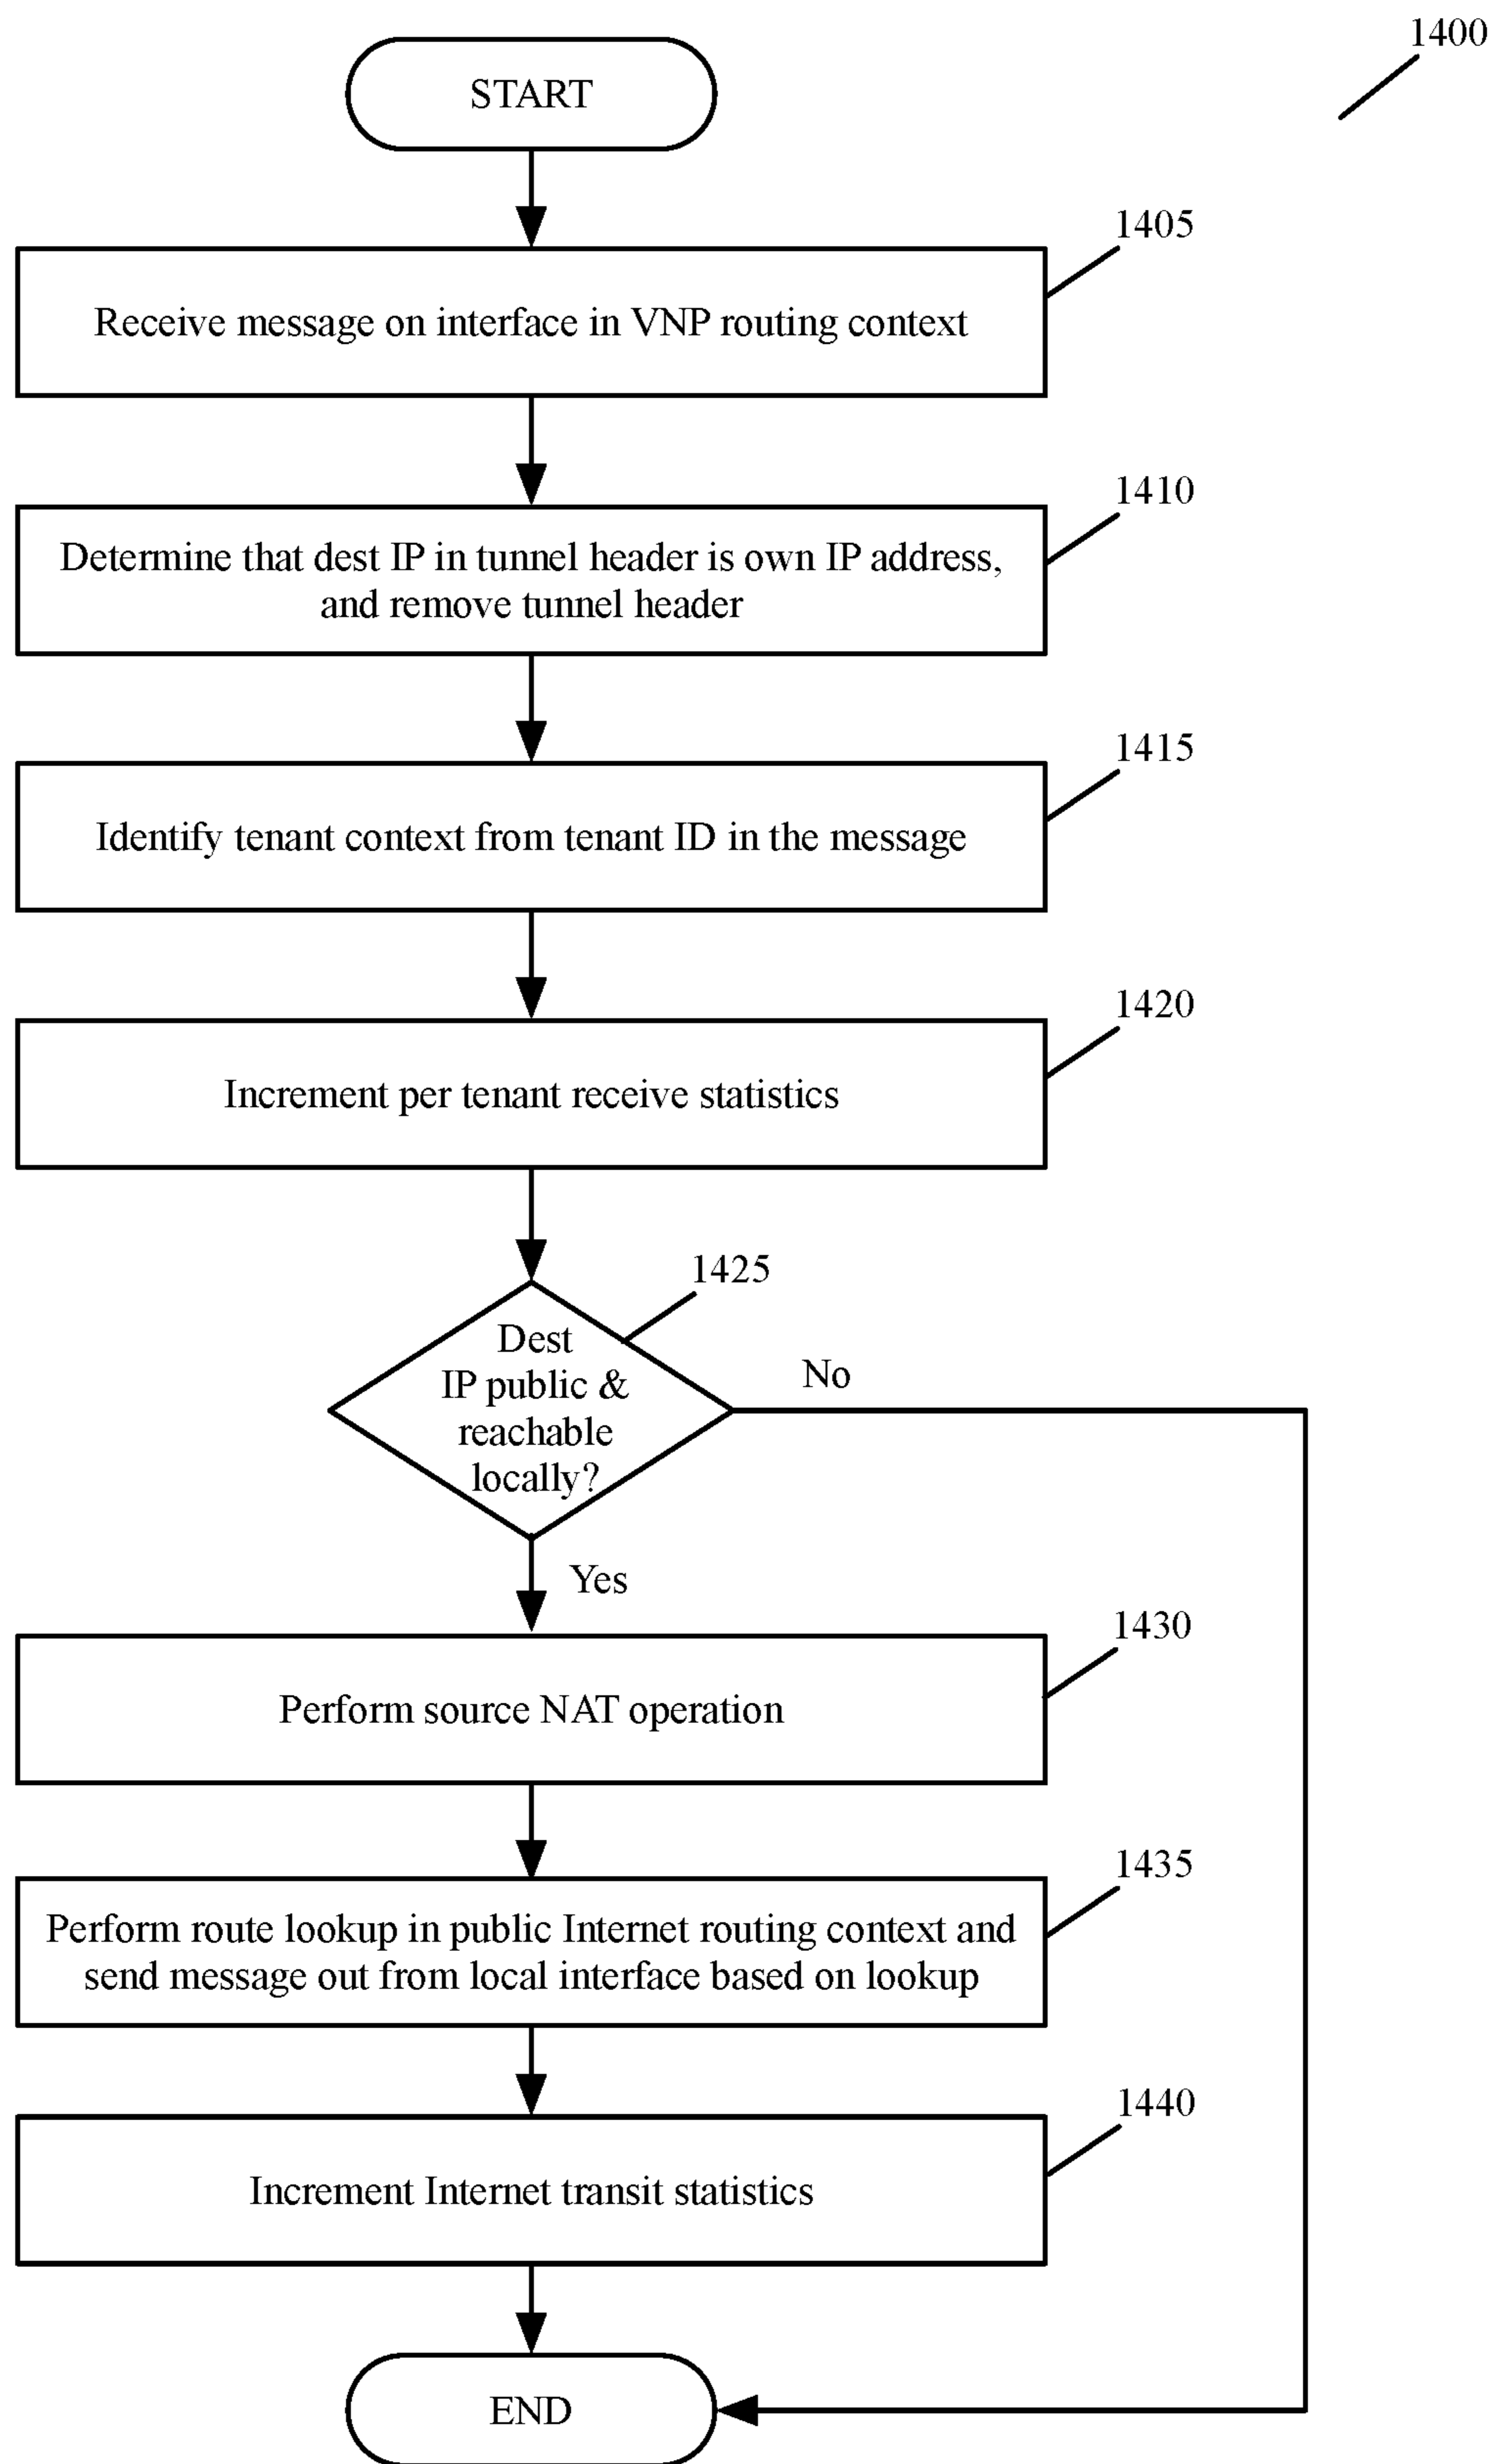 1400
START
1405
Receive message on interface in VNP routing context
1410
Determine that dest IP in tunnel header is own IP address,
and remove tunnel header
1415
Identify tenant context from tenant ID in the message
1420
Increment per tenant receive statistics
1425
Dest
IP public &
reachable
locally?
No
Yes
1430
Perform source NAT operation
1435
Perform route lookup in public Internet routing context and
send message out from local interface based on lookup
1440
Increment Internet transit statistics
END